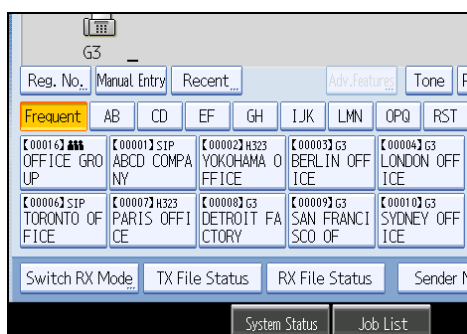 G3 _
Reg. No. Manual Entry Recent Adv.Features Tone
Frequent AB CD EF GH IJK LMN OPQ RST
【00016】 【00001】SIP 【00002】H323 【00003】G3 【00004】G3
OFFICE GRO ABCD COMPA YOKOHAMA O BERLIN OFF LONDON OFF
UP NY FFICE ICE ICE
【00006】SIP 【00007】H323 【00008】G3 【00009】G3 【00010】G3
TORONTO OF PARIS OFFI DETROIT FA SAN FRANCI SYDNEY OFF
FICE CE CTORY SCO OF ICE
Switch RX Mode TX File Status RX File Status Sender
System Status Job List